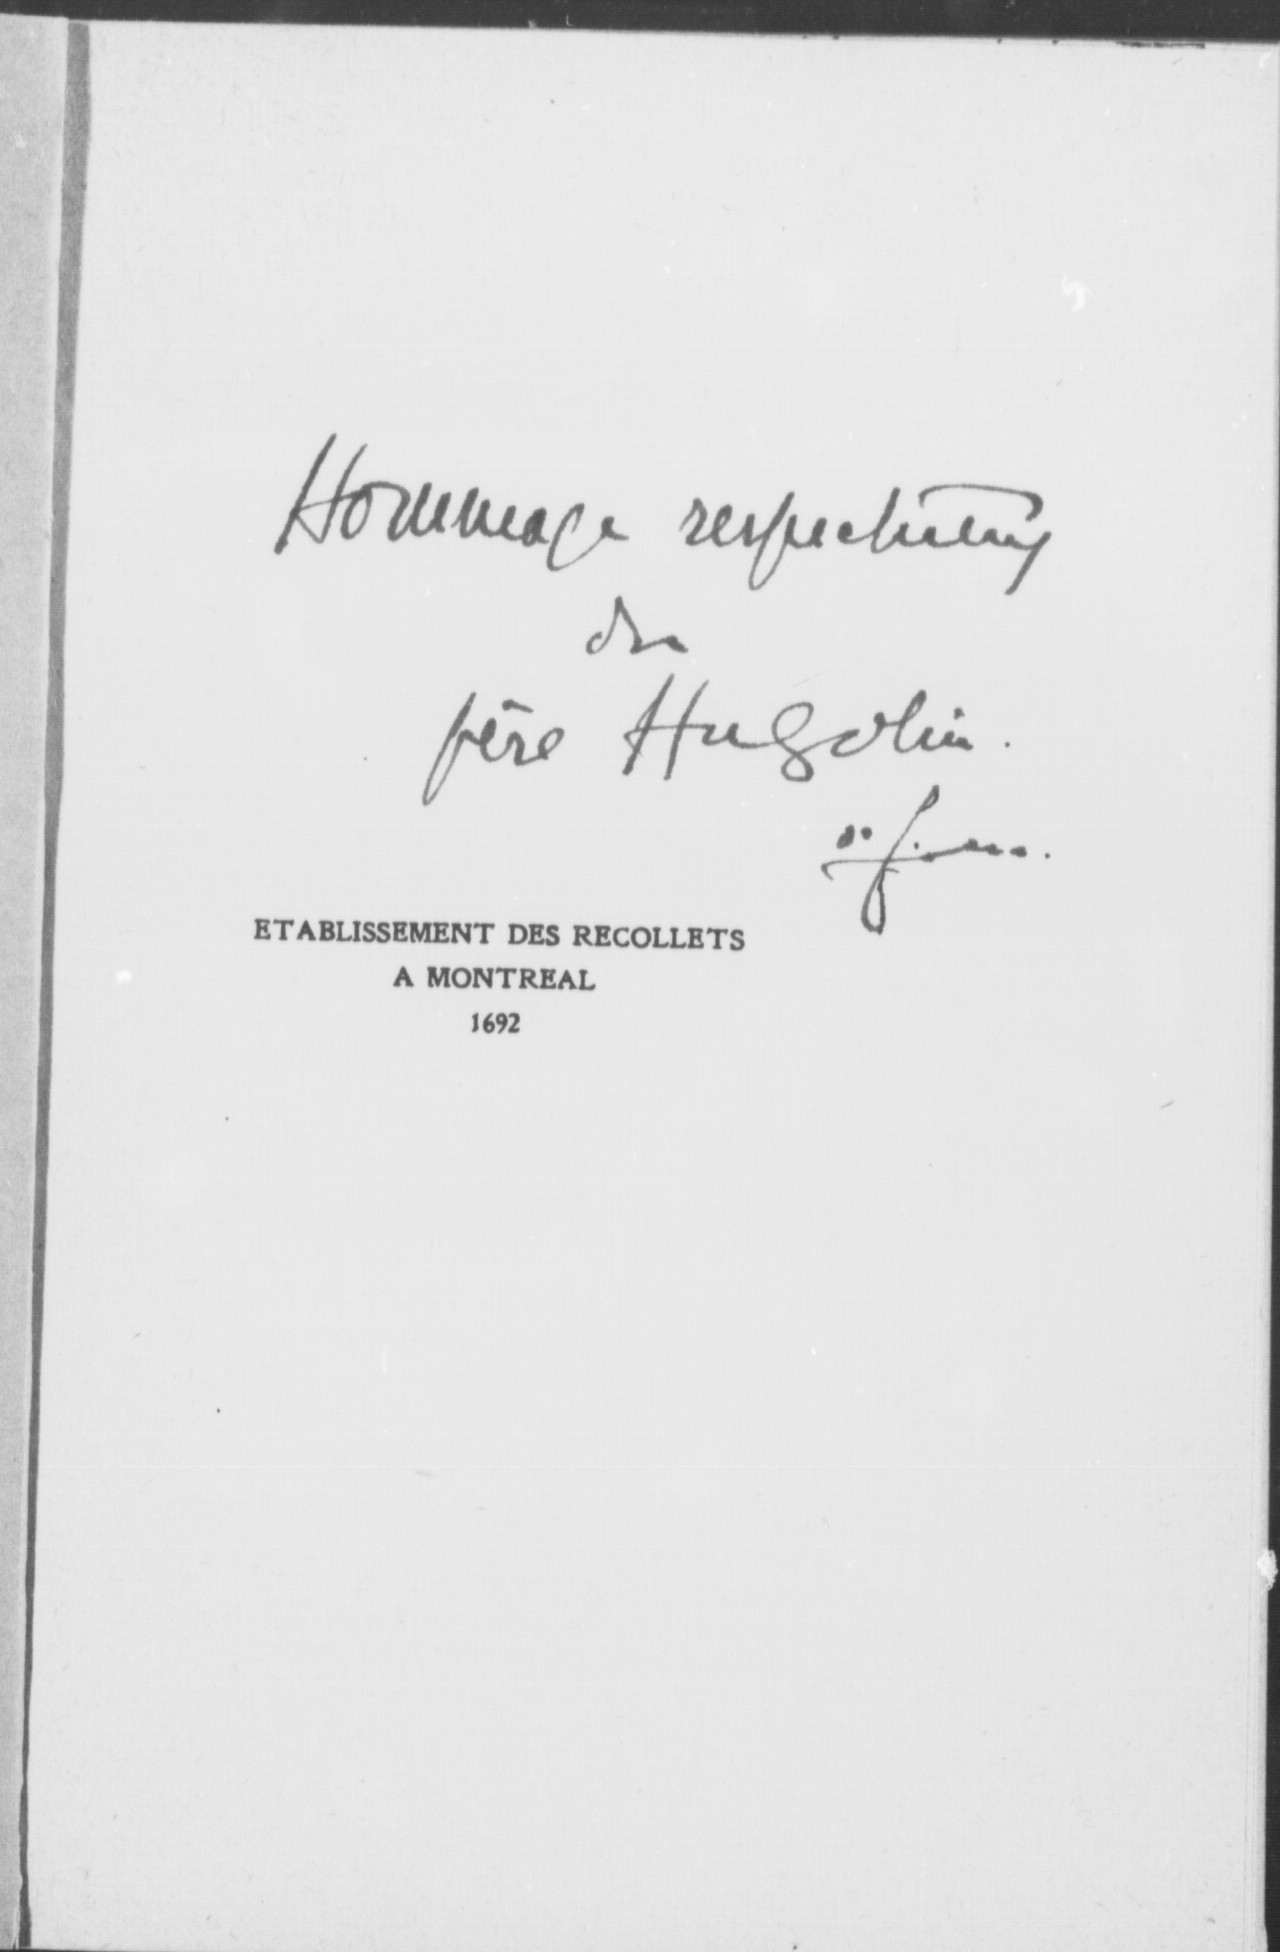 Hommage respectueux
du
père Hugolin.
o. f. m.
ETABLISSEMENT DES RECOLLETS
A MONTREAL
1692